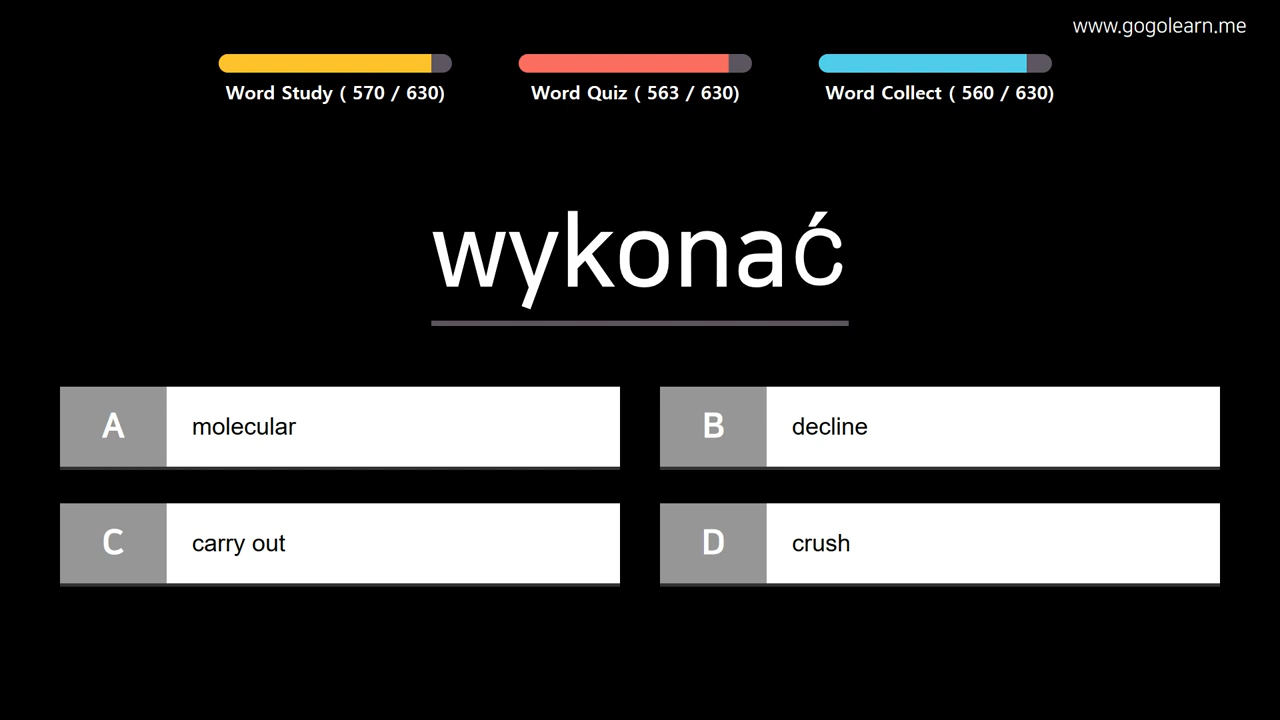 www.gogolearn.me
Word Study ( 570 / 630)
Word Quiz ( 563 / 630)
Word Collect ( 560 / 630)
wykonać
A molecular
B decline
C carry out
D crush